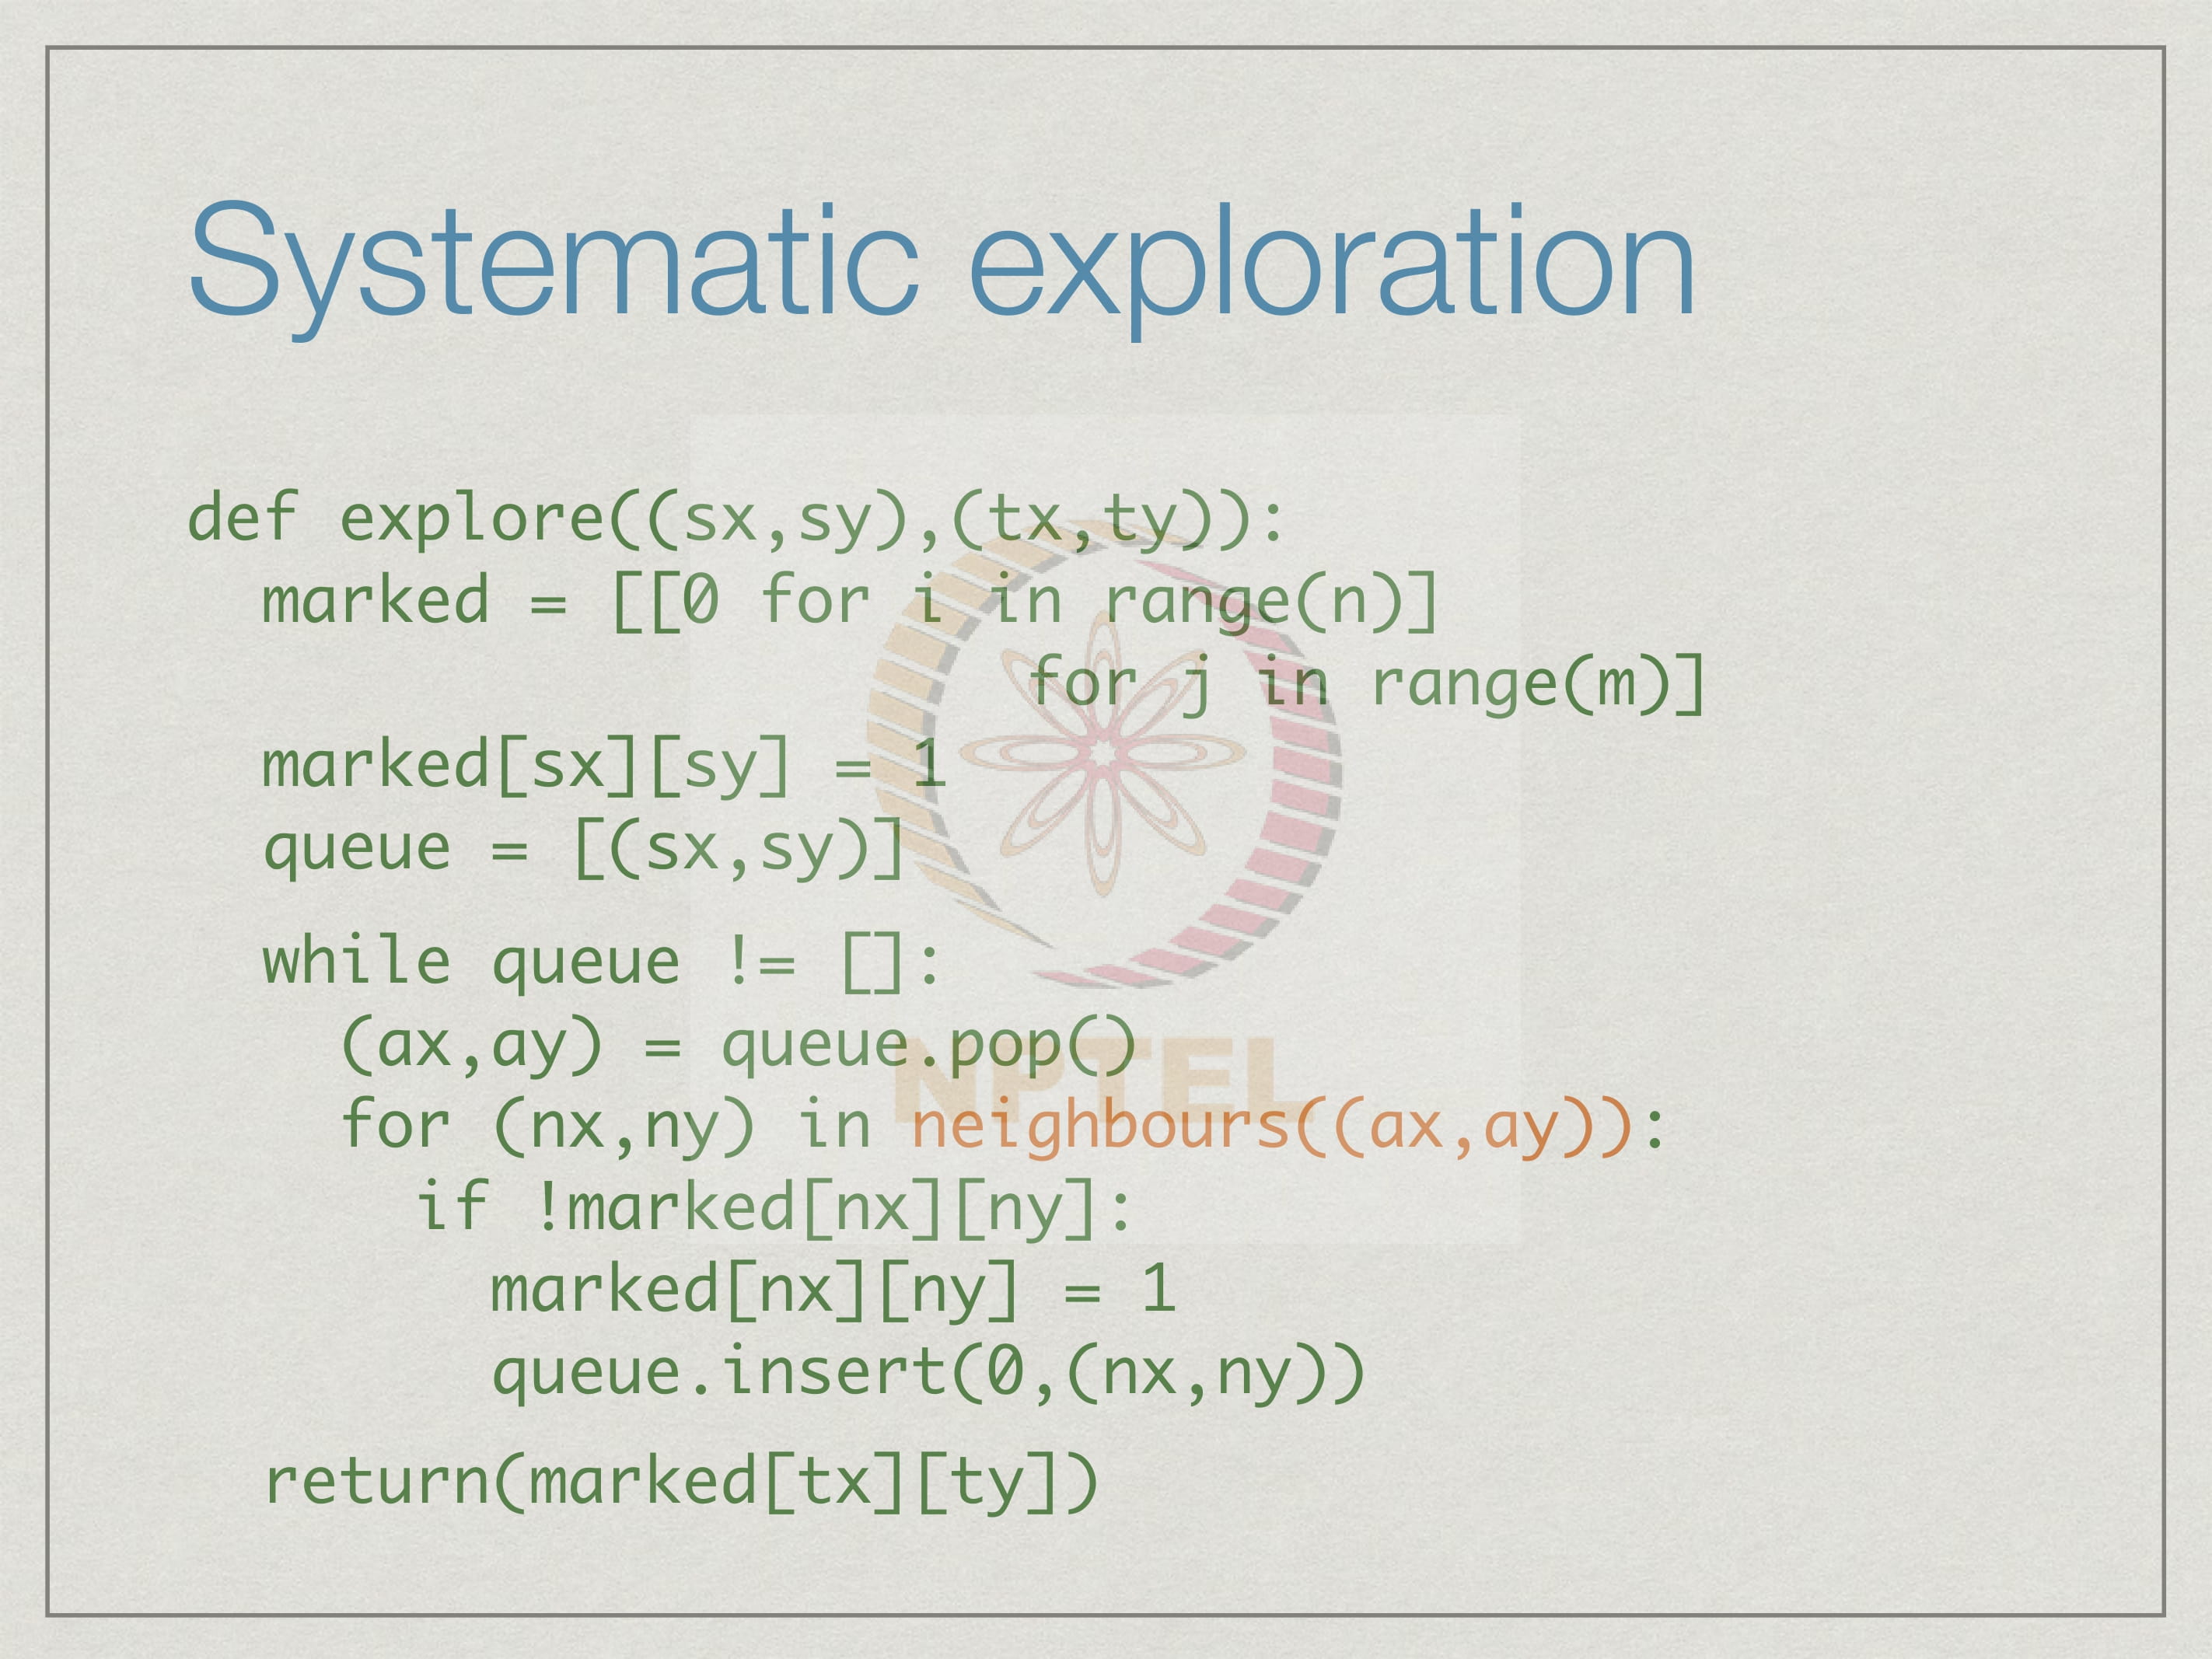 Systematic exploration
def explore((sx,sy),(tx,ty)):
marked = [[0 for i in range(n)]
for j in range(m)]
marked[sx][sy] = 1
queue = [(sx,sy)]
while queue != []:
(ax,ay) = queue.pop()
for (nx,ny) in neighbours((ax,ay)):
if !marked[nx][ny]:
marked[nx][ny] = 1
queue.insert(0,(nx,ny))
return(marked[tx][ty])
NPTEL